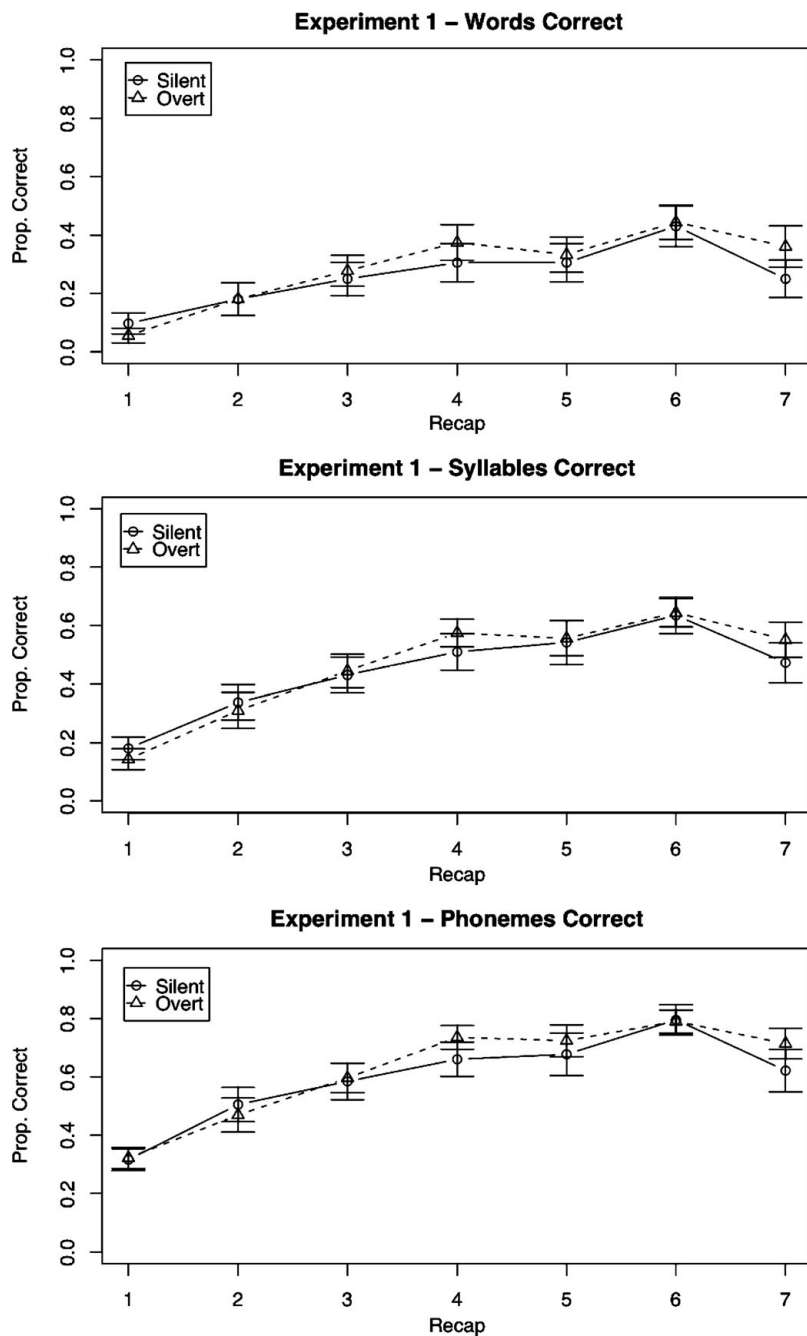 Experiment 1 – Words Correct
Silent
Overt
Prop. Correct
0.0 0.2 0.4 0.6 0.8 1.0
1 2 3 4 5 6 7
Recap
Experiment 1 – Syllables Correct
Silent
Overt
Prop. Correct
0.0 0.2 0.4 0.6 0.8 1.0
1 2 3 4 5 6 7
Recap
Experiment 1 – Phonemes Correct
Silent
Overt
Prop. Correct
0.0 0.2 0.4 0.6 0.8 1.0
1 2 3 4 5 6 7
Recap